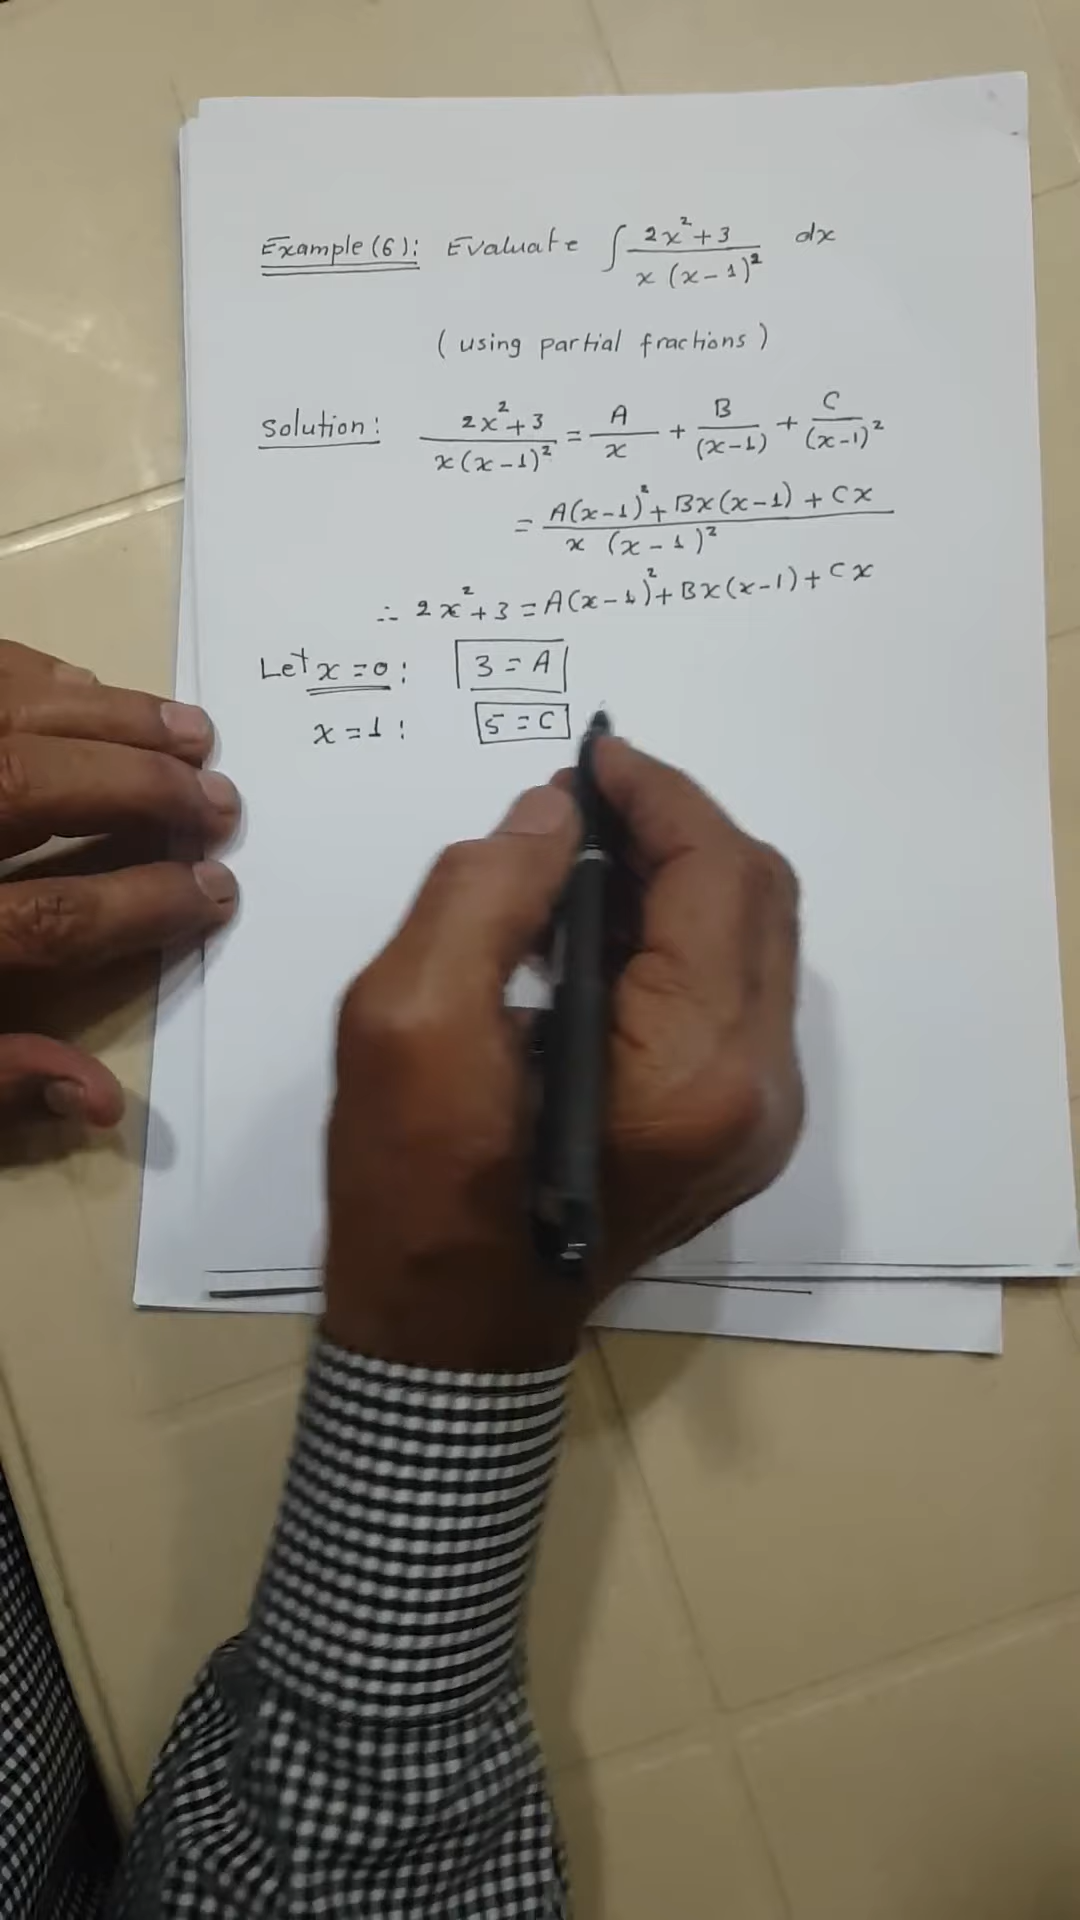 Example (6): Evaluate ∫ (2x²+3)/(x (x-1)²) dx
(using partial fractions)
Solution: (2x²+3)/(x(x-1)²) = A/x + B/(x-1) + C/(x-1)²
= (A(x-1)² + Bx(x-1) + Cx)/(x (x-1)²)
∴ 2x²+3 = A(x-1)² + Bx(x-1) + Cx
Let x=0: 3 = A
x=1: 5 = C